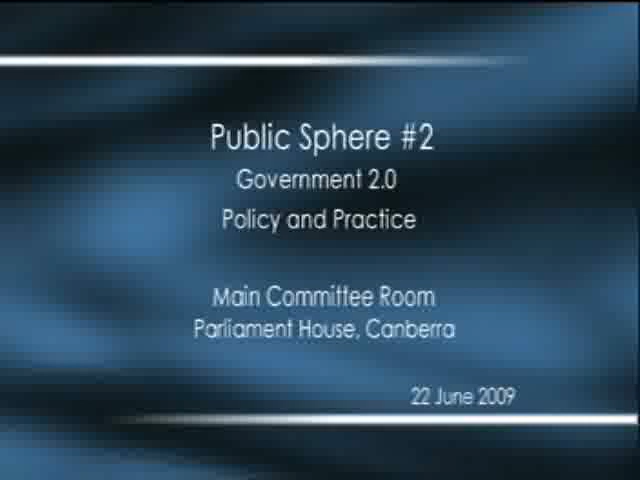 Public Sphere #2
Government 2.0
Policy and Practice
Main Committee Room
Parliament House, Canberra
22 June 2009